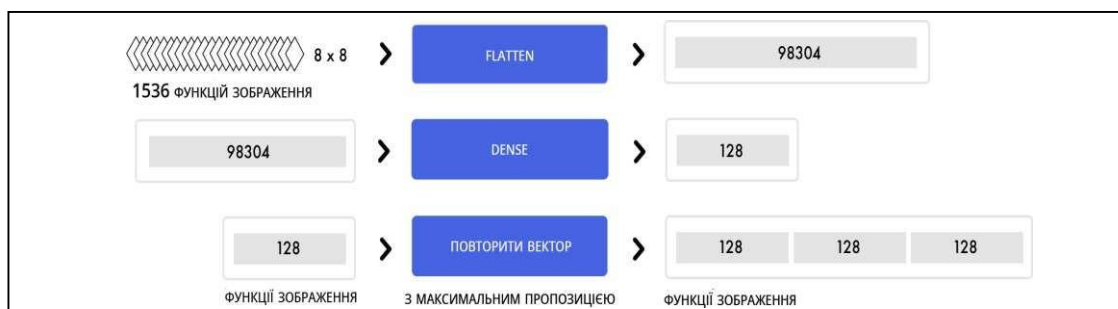 8 x 8 FLATTEN 98304
1536 ФУНКЦІЙ ЗОБРАЖЕННЯ
98304 DENSE 128
128 ПОВТОРИТИ ВЕКТОР 128 128 128
ФУНКЦІЇ ЗОБРАЖЕННЯ З МАКСИМАЛЬНИМ ПРОПОЗИЦІЄЮ ФУНКЦІЇ ЗОБРАЖЕННЯ